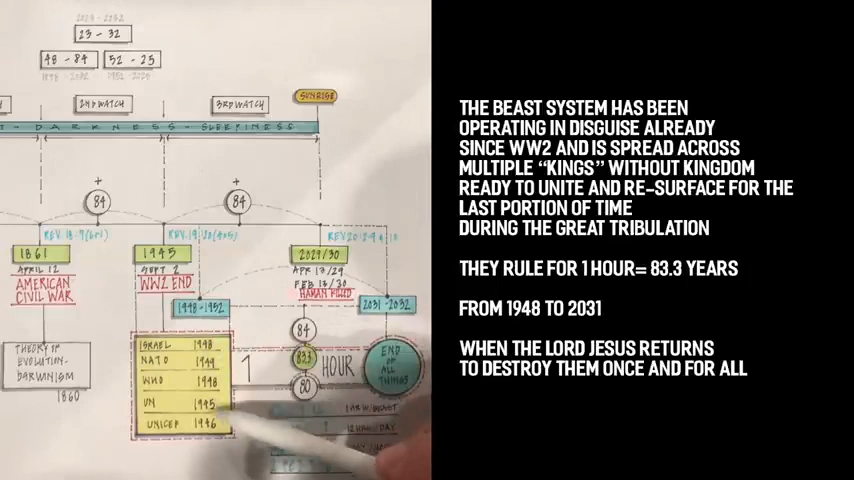 23 - 32
48 - 84
52 - 25
2ND WATCH
3RD WATCH
SUNRISE
T - DARKNESS - SLEEPINESS
+
84
+
84
1861
APRIL 12
AMERICAN
CIVIL WAR
1945
SEPT 2
WW2 END
2029/30
APR 13/29
FEB 13/30
1948-1952
2031-2032
THEORY OF
EVOLUTION-
DARWINISM
1860
ISRAEL 1948
NATO 1949
WHO 1948
UN 1945
UNICEF 1946
1
84
83.3
80
HOUR
END
OF
ALL
THINGS
THE BEAST SYSTEM HAS BEEN
OPERATING IN DISGUISE ALREADY
SINCE WW2 AND IS SPREAD ACROSS
MULTIPLE “KINGS” WITHOUT KINGDOM
READY TO UNITE AND RE-SURFACE FOR THE
LAST PORTION OF TIME
DURING THE GREAT TRIBULATION
THEY RULE FOR 1 HOUR= 83.3 YEARS
FROM 1948 TO 2031
WHEN THE LORD JESUS RETURNS
TO DESTROY THEM ONCE AND FOR ALL